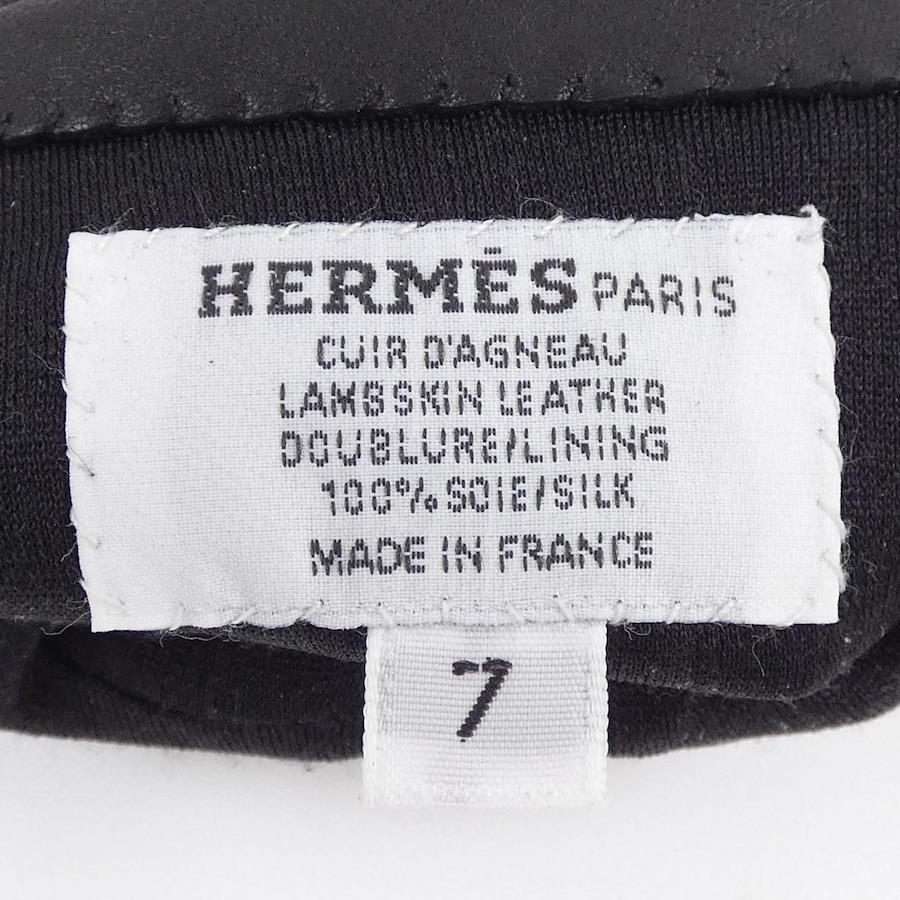 HERMÈS PARIS
CUIR D'AGNEAU
LAMBSKIN LEATHER
DOUBLURE/LINING
100% SOIE/SILK
MADE IN FRANCE
7